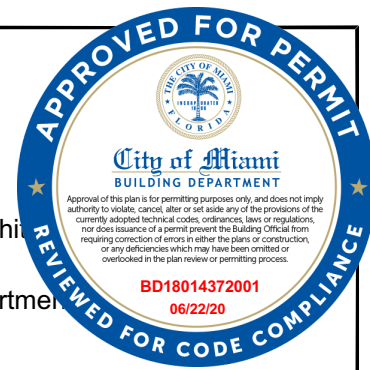 APPROVED FOR PERMIT
THE CITY OF MIAMI
INCORPORATED
18 96
FLORIDA
City of Miami
BUILDING DEPARTMENT
Approval of this plan is for permitting purposes only, and does not imply
authority to violate, cancel, alter or set aside any of the provisions of the
currently adopted technical codes, ordinances, laws or regulations,
nor does issuance of a permit prevent the Building Official from
requiring correction of errors in either the plans or construction,
or any deficiencies which may have been omitted or
overlooked in the plan review or permitting process.
BD18014372001
06/22/20
REVIEWED FOR CODE COMPLIANCE